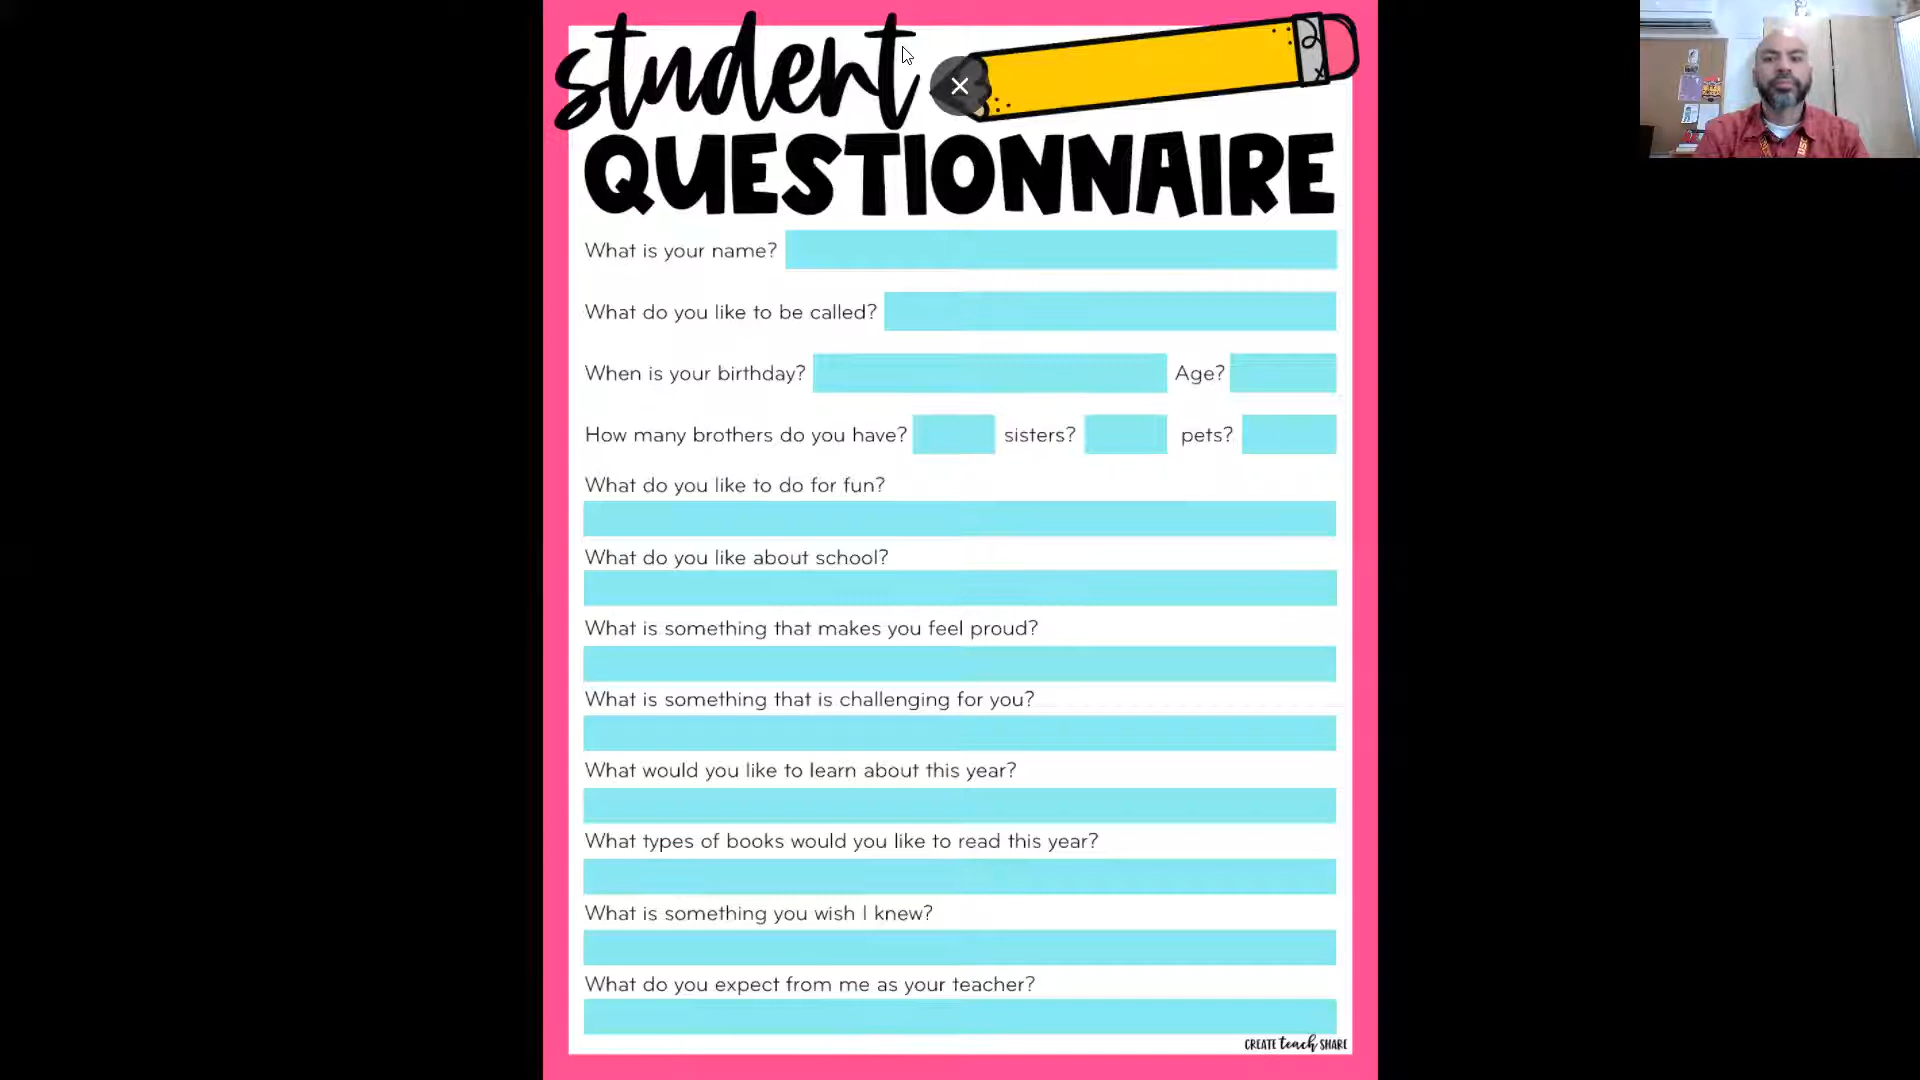 student
QUESTIONNAIRE
What is your name?
What do you like to be called?
When is your birthday? Age?
How many brothers do you have? sisters? pets?
What do you like to do for fun?
What do you like about school?
What is something that makes you feel proud?
What is something that is challenging for you?
What would you like to learn about this year?
What types of books would you like to read this year?
What is something you wish I knew?
What do you expect from me as your teacher?
CREATE teach SHARE